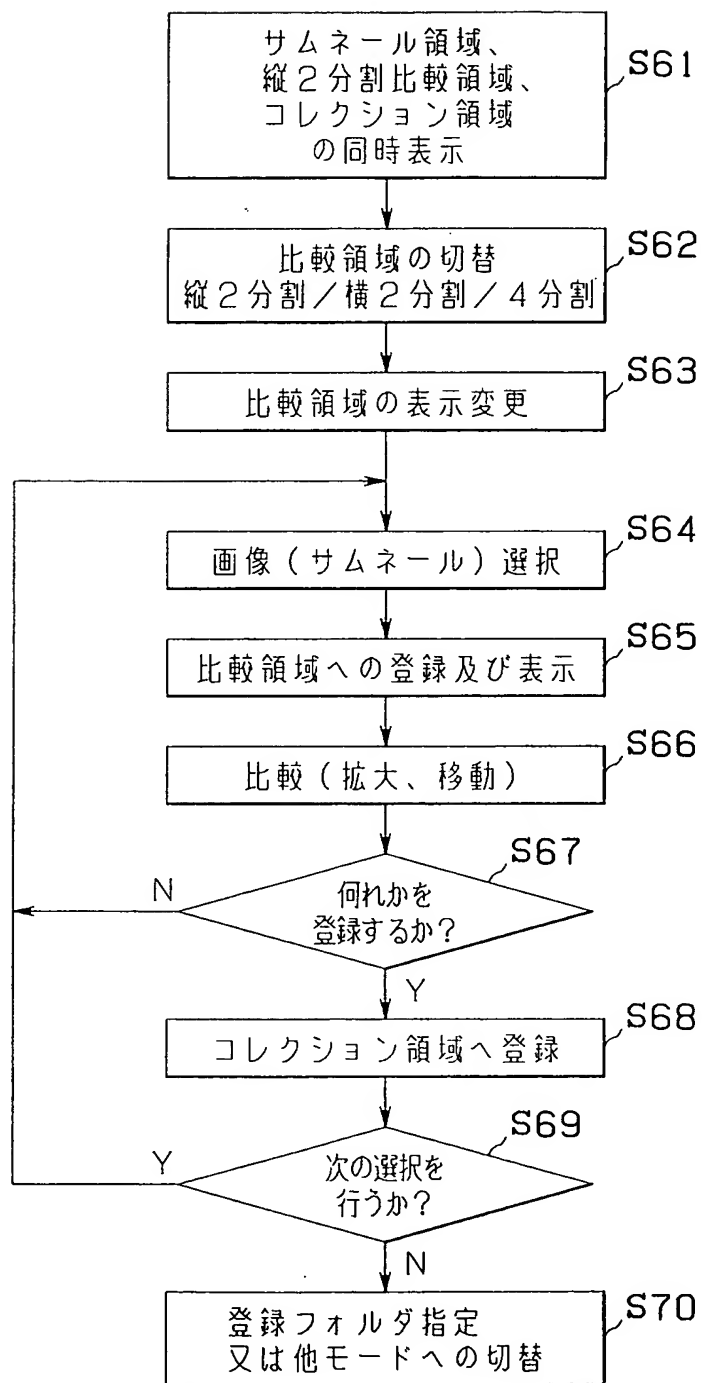 サムネール領域、
縦2分割比較領域、
コレクション領域
の同時表示
S61
比較領域の切替
縦2分割／横2分割／4分割
S62
比較領域の表示変更
S63
画像（サムネール）選択
S64
比較領域への登録及び表示
S65
比較（拡大、移動）
S66
何れかを
登録するか？
S67
N
Y
コレクション領域へ登録
S68
次の選択を
行うか？
S69
Y
N
登録フォルダ指定
又は他モードへの切替
S70